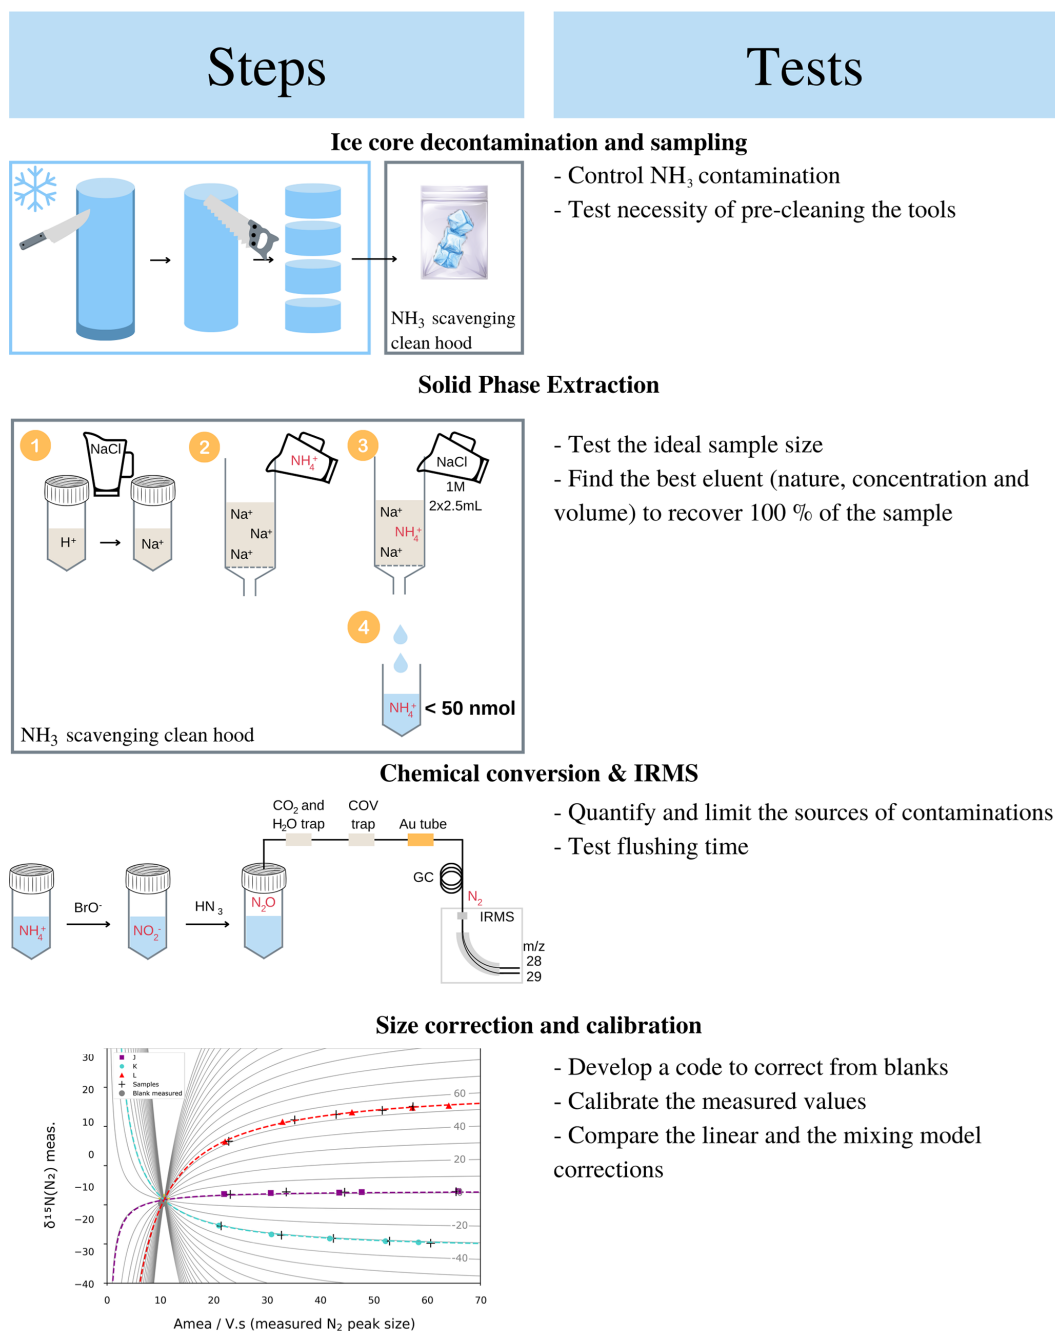 Steps
Tests
Ice core decontamination and sampling
NH₃ scavenging
clean hood
- Control NH₃ contamination
- Test necessity of pre-cleaning the tools
Solid Phase Extraction
1
NaCl
H⁺
Na⁺
2
NH₄⁺
Na⁺
Na⁺
Na⁺
3
NaCl
1M
2x2.5mL
Na⁺
NH₄⁺
Na⁺
4
NH₄⁺
< 50 nmol
NH₃ scavenging clean hood
- Test the ideal sample size
- Find the best eluent (nature, concentration and
volume) to recover 100 % of the sample
Chemical conversion & IRMS
CO₂ and
H₂O trap
COV
trap
Au tube
GC
N₂
IRMS
m/z
28
29
NH₄⁺
BrO⁻
NO₂⁻
HN₃
N₂O
- Quantify and limit the sources of contaminations
- Test flushing time
Size correction and calibration
J
K
L
Samples
Blank measured
30
20
10
0
−10
−20
−30
−40
δ¹⁵N(N₂) meas.
60
40
20
-20
-40
0 10 20 30 40 50 60 70
Amea / V.s (measured N₂ peak size)
- Develop a code to correct from blanks
- Calibrate the measured values
- Compare the linear and the mixing model
corrections